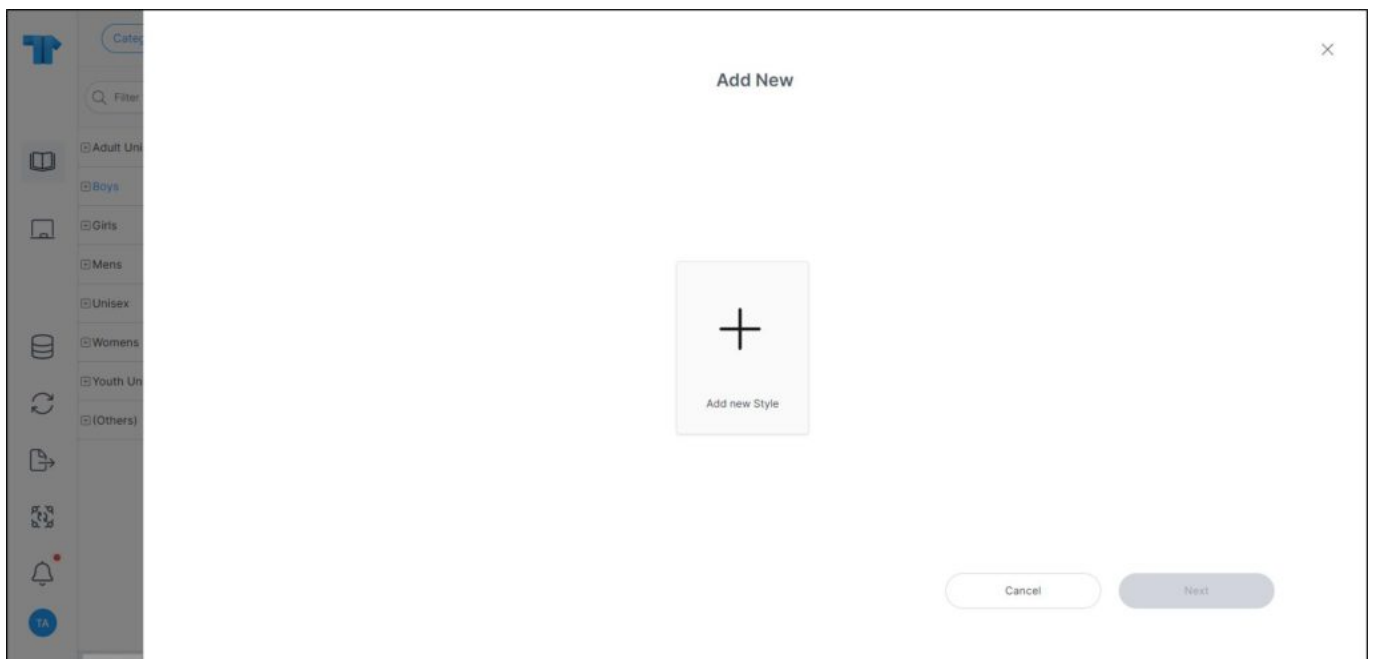 Categ
Filter
Adult Uni
Boys
Girls
Mens
Unisex
Womens
Youth Un
(Others)
TA
Add New
Add new Style
Cancel
Next